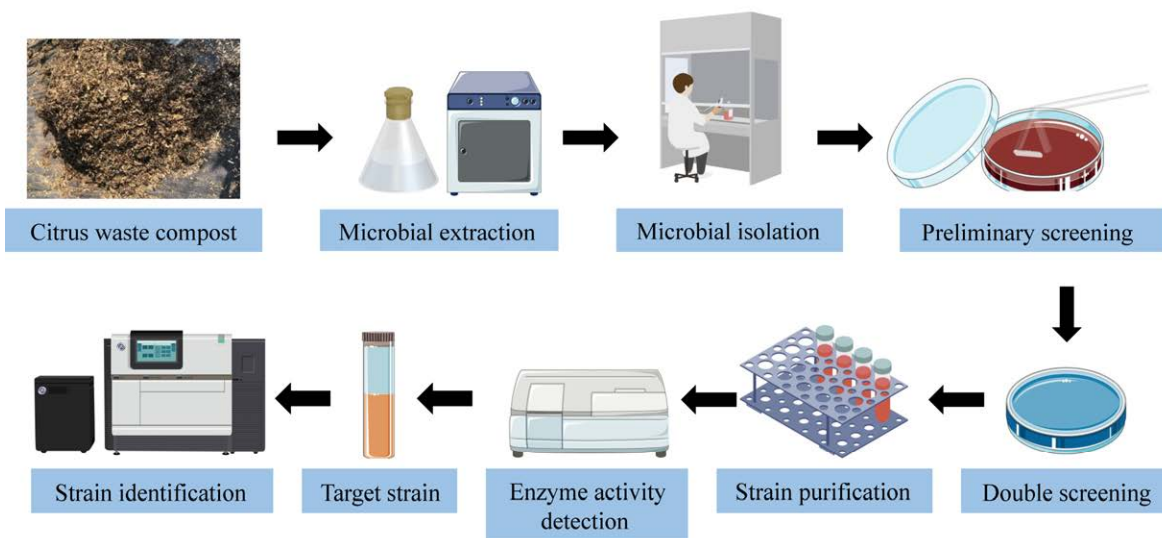 Citrus waste compost
Microbial extraction
Microbial isolation
Preliminary screening
Double screening
Strain purification
Enzyme activity
detection
Target strain
Strain identification